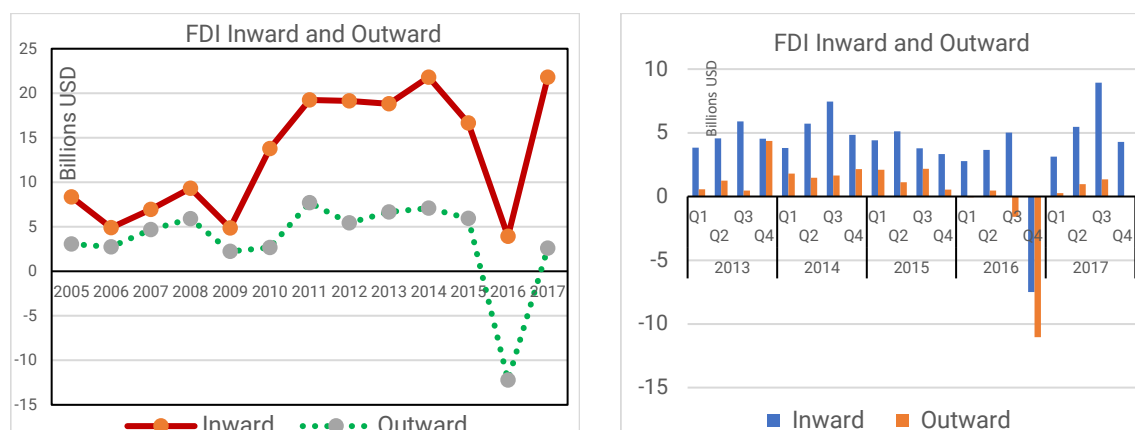 FDI Inward and Outward
Billions USD
25
20
15
10
5
0
-5
-10
-15
2005 2006 2007 2008 2009 2010 2011 2012 2013 2014 2015 2016 2017
Inward Outward
FDI Inward and Outward
Billions USD
10
5
0
-5
-10
-15
Q1 Q3 Q1 Q3 Q1 Q3 Q1 Q3 Q1 Q3
Q2 Q4 Q2 Q4 Q2 Q4 Q2 Q4 Q2 Q4
2013 2014 2015 2016 2017
Inward Outward